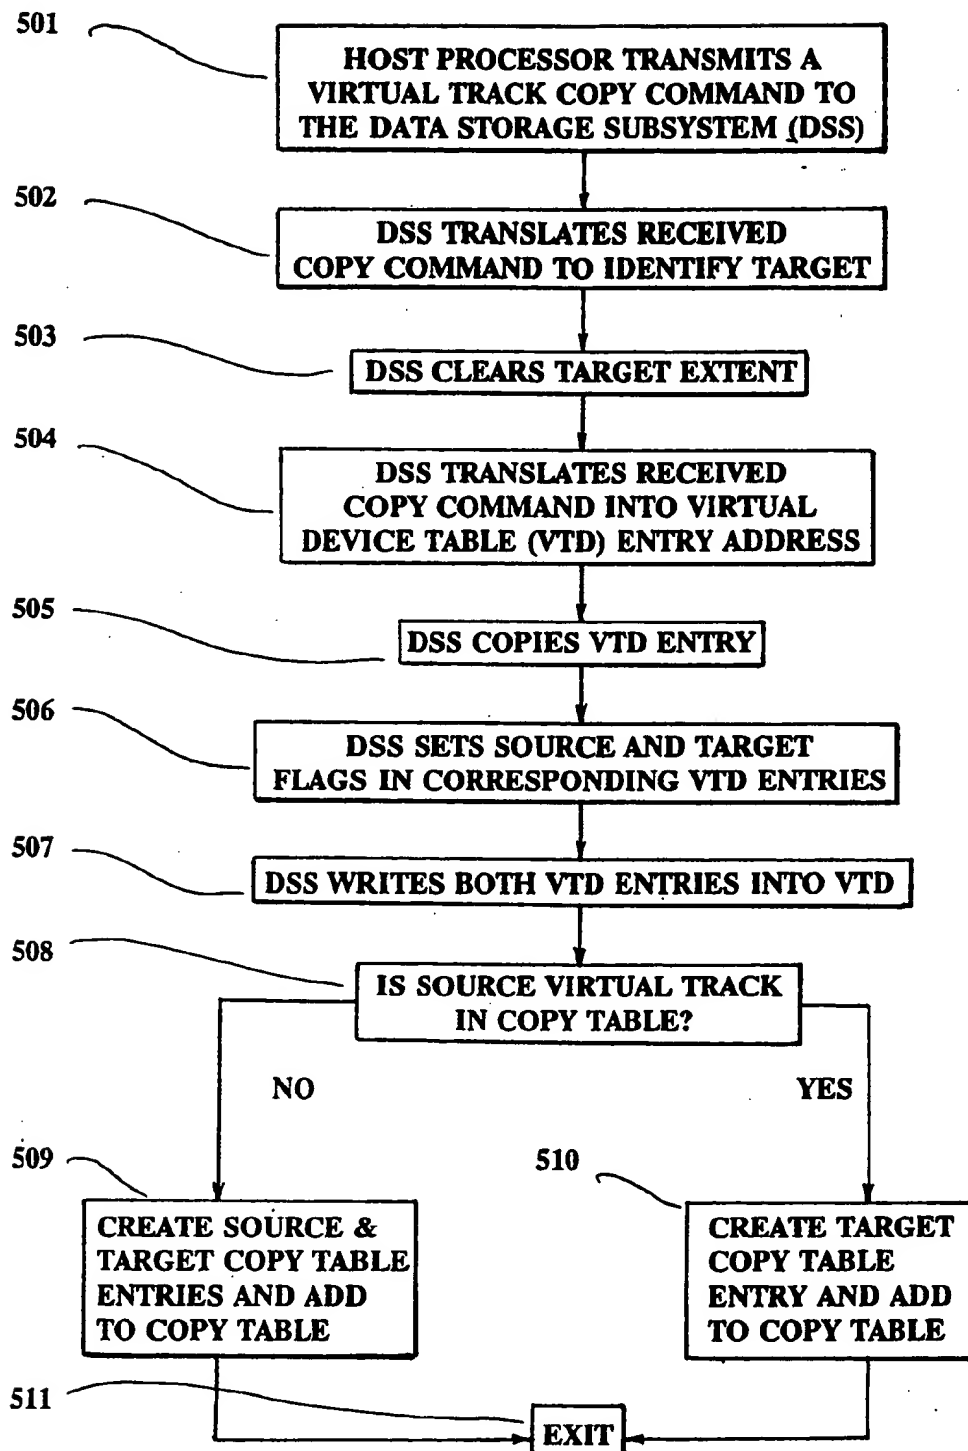 501
HOST PROCESSOR TRANSMITS A
VIRTUAL TRACK COPY COMMAND TO
THE DATA STORAGE SUBSYSTEM (DSS)
502
DSS TRANSLATES RECEIVED
COPY COMMAND TO IDENTIFY TARGET
503
DSS CLEARS TARGET EXTENT
504
DSS TRANSLATES RECEIVED
COPY COMMAND INTO VIRTUAL
DEVICE TABLE (VTD) ENTRY ADDRESS
505
DSS COPIES VTD ENTRY
506
DSS SETS SOURCE AND TARGET
FLAGS IN CORRESPONDING VTD ENTRIES
507
DSS WRITES BOTH VTD ENTRIES INTO VTD
508
IS SOURCE VIRTUAL TRACK
IN COPY TABLE?
NO
YES
509
CREATE SOURCE &
TARGET COPY TABLE
ENTRIES AND ADD
TO COPY TABLE
510
CREATE TARGET
COPY TABLE
ENTRY AND ADD
TO COPY TABLE
511
EXIT